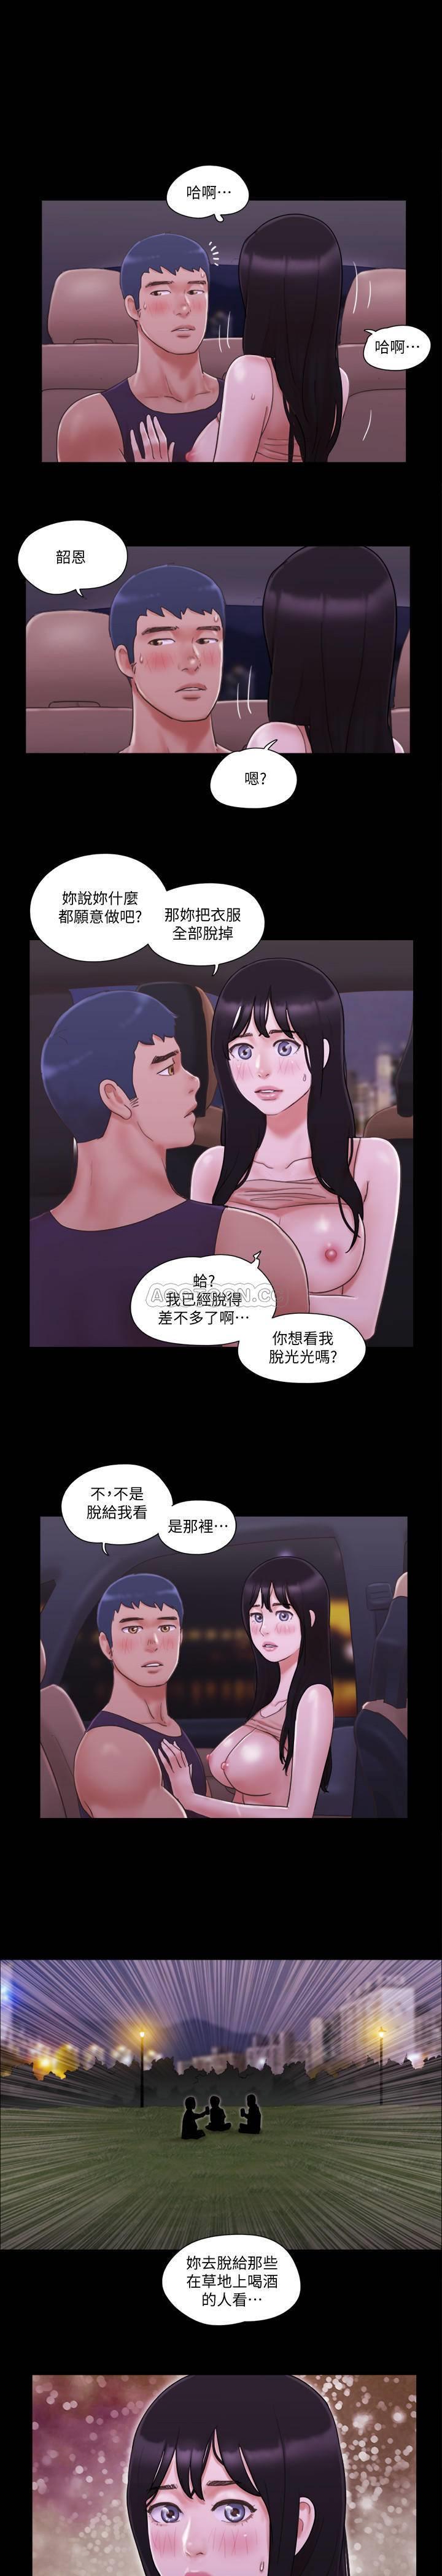 哈啊…
哈啊…
韶恩
嗯?
妳說妳什麼
都願意做吧?
那妳把衣服
全部脫掉
蛤?
我已經脫得
差不多了啊…
你想看我
脫光光嗎?
不,不是
脫給我看
是那裡…
妳去脫給那些
在草地上喝酒
的人看…